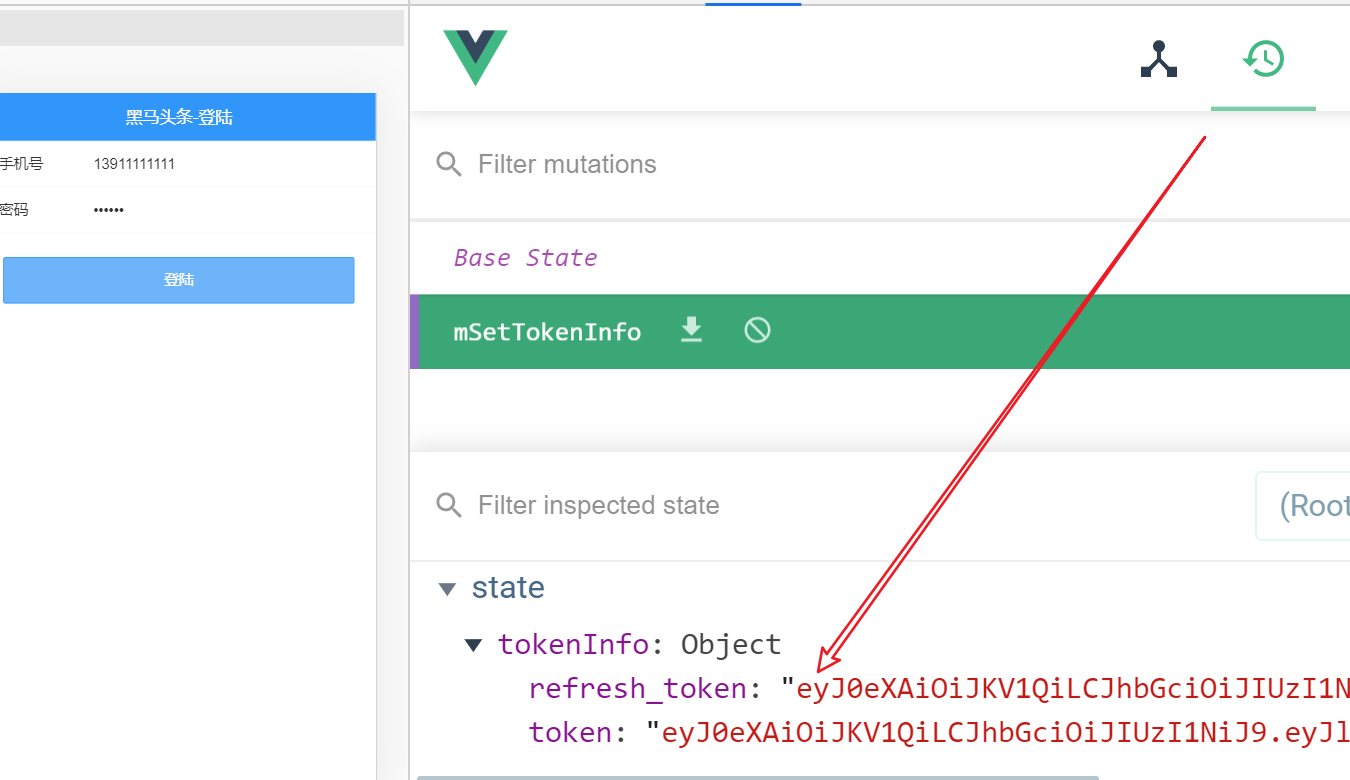 黑马头条-登陆
手机号 13911111111
密码 ••••••
登陆
Filter mutations
Base State
mSetTokenInfo
Filter inspected state
(Root
state
tokenInfo: Object
refresh_token: "eyJ0eXAiOiJKV1QiLCJhbGciOiJIUzI1N
token: "eyJ0eXAiOiJKV1QiLCJhbGciOiJIUzI1NiJ9.eyJl